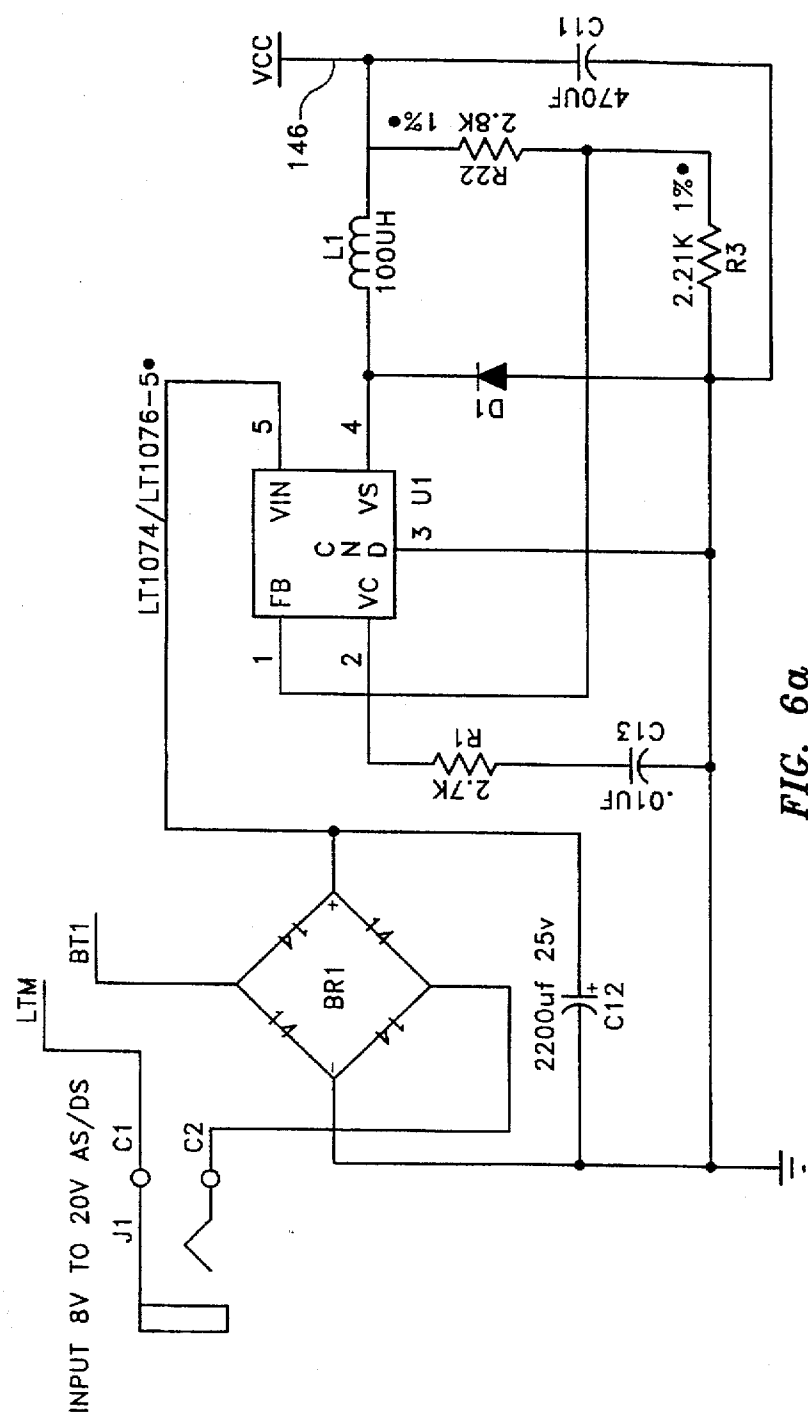 INPUT 8V TO 20V AS/DS
J1
C1
C2
LTM
BT1
BR1
+
-
2200uf 25v
+
C12
LT1074/LT1076-5•
1
FB
VIN
5
2
VC
VS
4
C
N
D
3
U1
R1
2.7K
C13
.01UF
D1
L1
100UH
146
VCC
R22
2.8K
1%•
2.21K 1%•
R3
C11
470UF
FIG. 6a